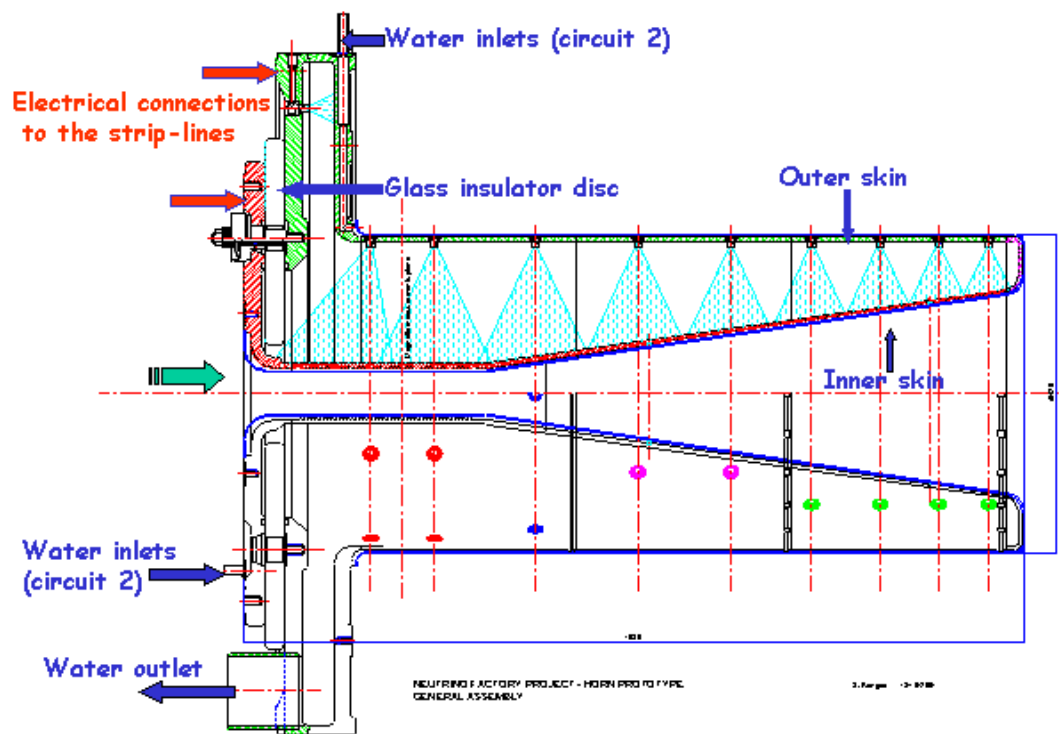 Water inlets (circuit 2)
Electrical connections
to the strip-lines
Glass insulator disc
Outer skin
Inner skin
Water inlets
(circuit 2)
Water outlet
NEUTRINO FACTORY PROJECT - HORN PROTOTYPE
GENERAL ASSEMBLY